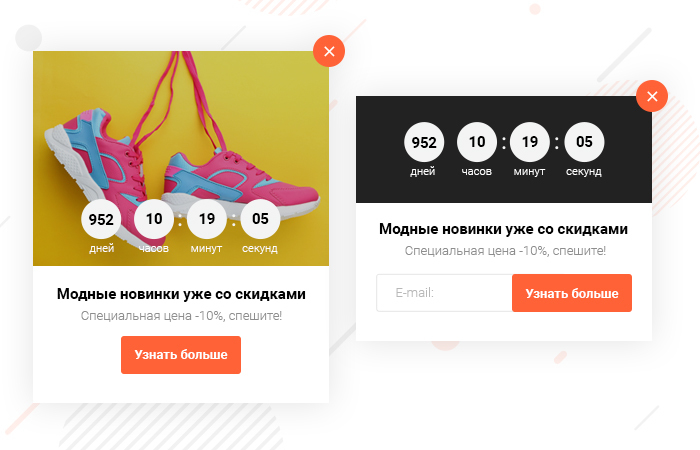 952 10 : 19 : 05
дней часов минут секунд
Модные новинки уже со скидками
Специальная цена -10%, спешите!
Узнать больше
952 10 : 19 : 05
дней часов минут секунд
Модные новинки уже со скидками
Специальная цена -10%, спешите!
E-mail: Узнать больше